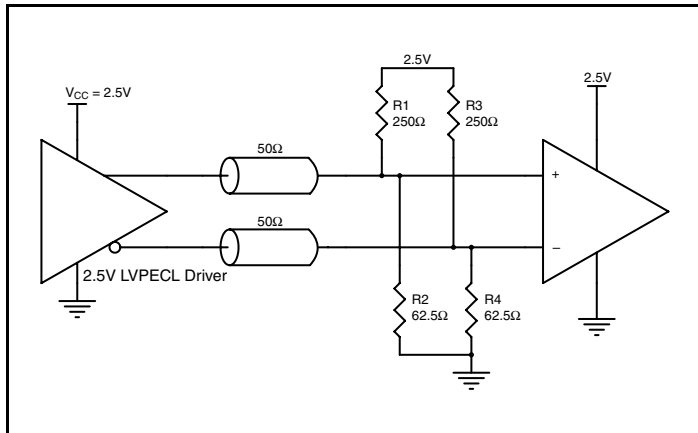 2.5V
VCC = 2.5V
2.5V
R1
250Ω
R3
250Ω
50Ω
+
50Ω
–
2.5V LVPECL Driver
R2
62.5Ω
R4
62.5Ω